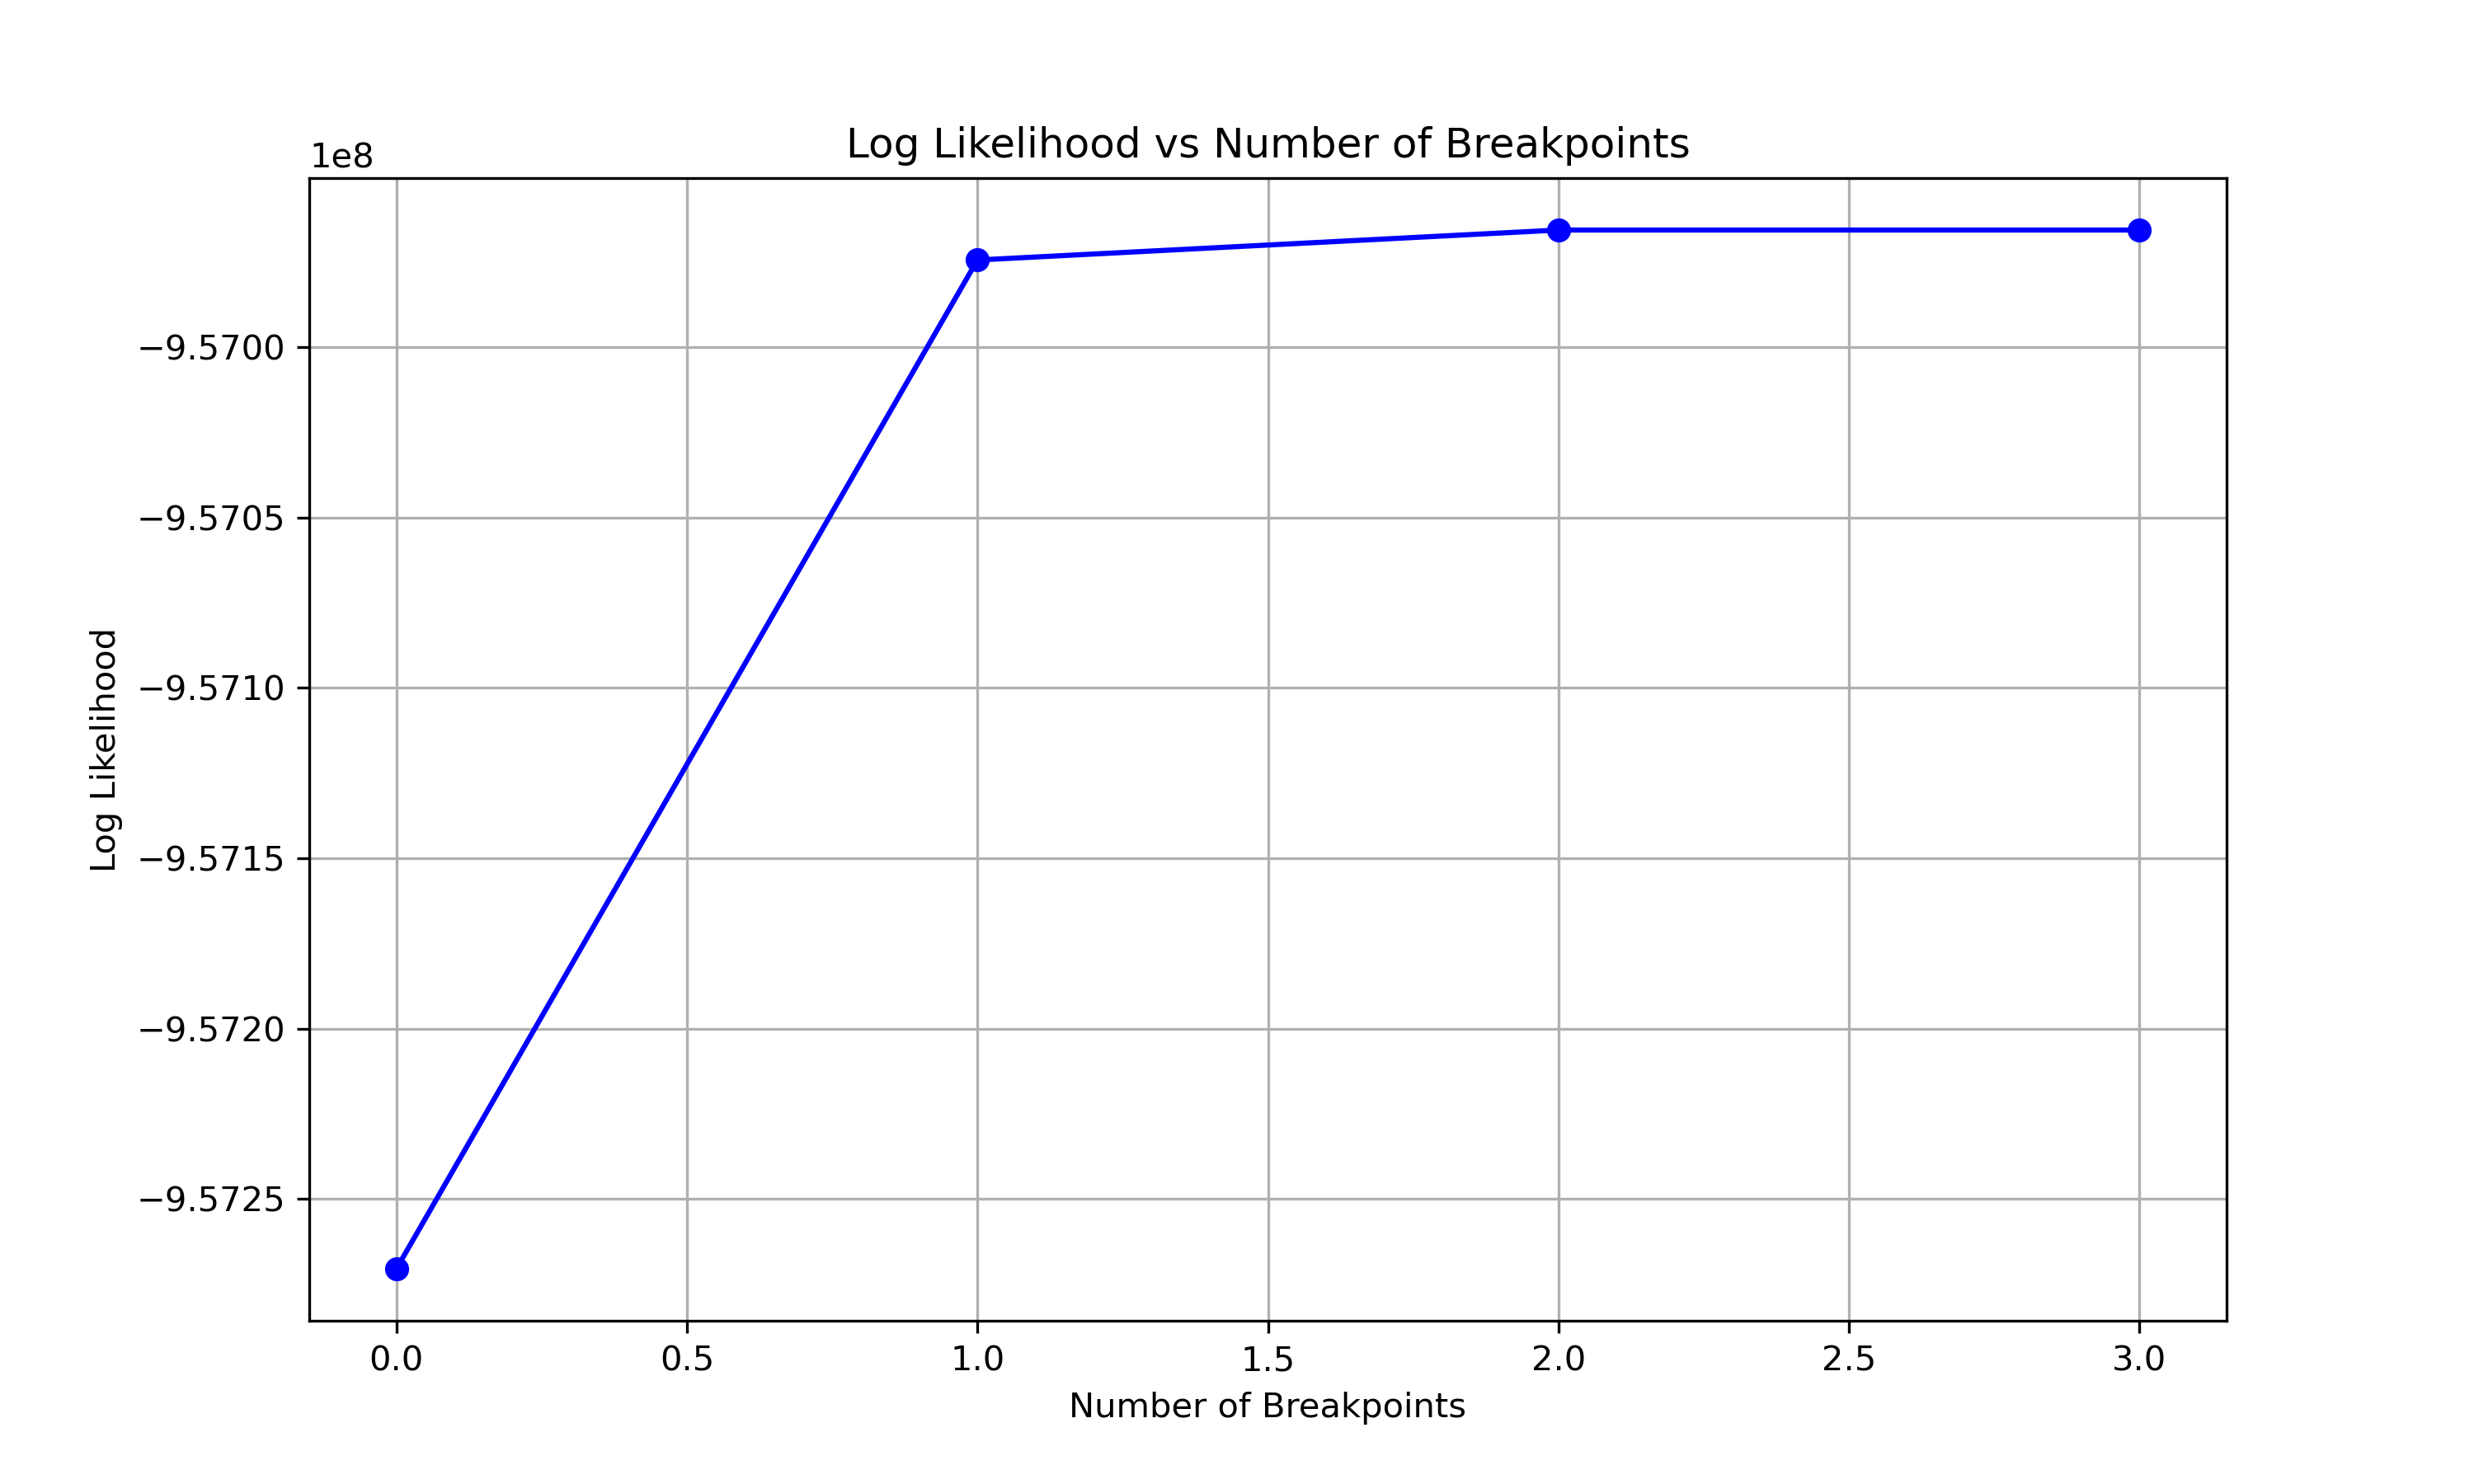 Log Likelihood vs Number of Breakpoints
1e8
−9.5700
−9.5705
−9.5710
−9.5715
−9.5720
−9.5725
Log Likelihood
0.0 0.5 1.0 1.5 2.0 2.5 3.0
Number of Breakpoints